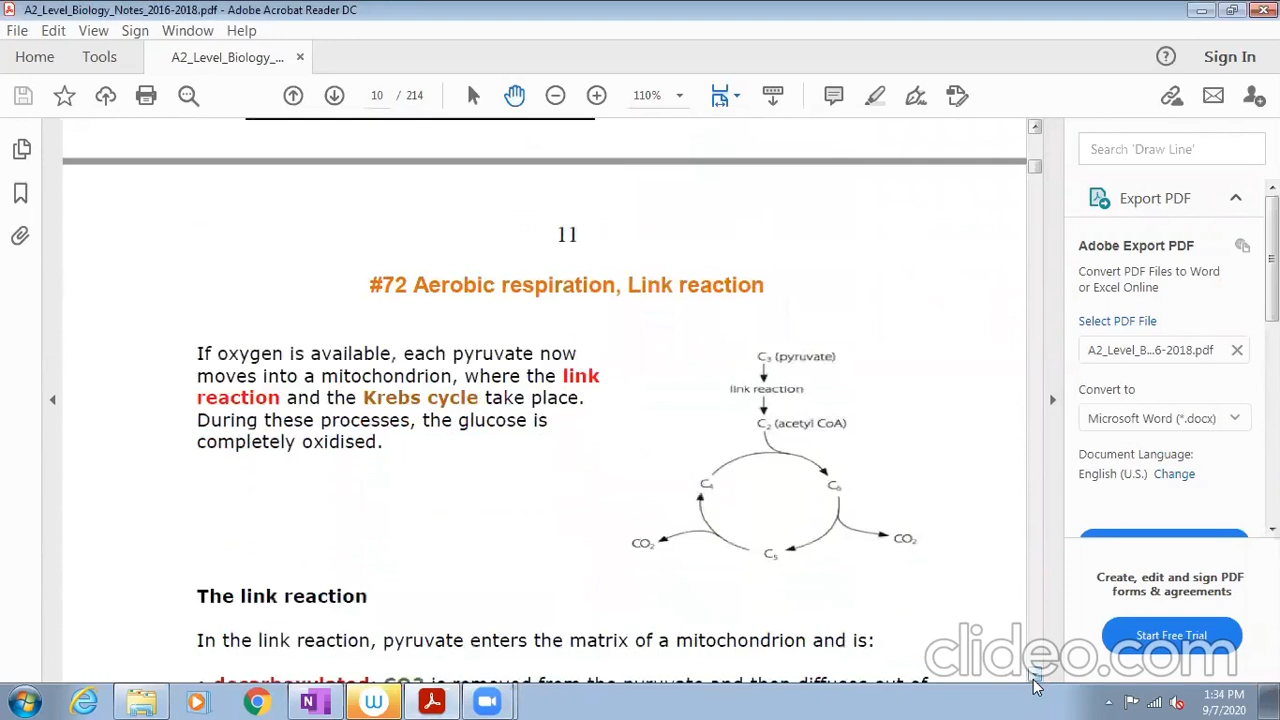 A2_Level_Biology_Notes_2016-2018.pdf - Adobe Acrobat Reader DC
File Edit View Sign Window Help
Home Tools A2_Level_Biology_... × Sign In
10 / 214 110%
Search 'Draw Line'
Export PDF
Adobe Export PDF
Convert PDF Files to Word
or Excel Online
Select PDF File
A2_Level_B...6-2018.pdf
Convert to
Microsoft Word (*.docx)
Document Language:
English (U.S.) Change
Create, edit and sign PDF
forms & agreements
Start Free Trial
11
#72 Aerobic respiration, Link reaction
If oxygen is available, each pyruvate now
moves into a mitochondrion, where the link
reaction and the Krebs cycle take place.
During these processes, the glucose is
completely oxidised.
C3 (pyruvate)
link reaction
C2 (acetyl CoA)
C4
C6
CO2
C5
CO2
The link reaction
In the link reaction, pyruvate enters the matrix of a mitochondrion and is:
• decarboxylated: CO2 is removed from the pyruvate and then diffuses out of
clideo.com
1:34 PM
9/7/2020